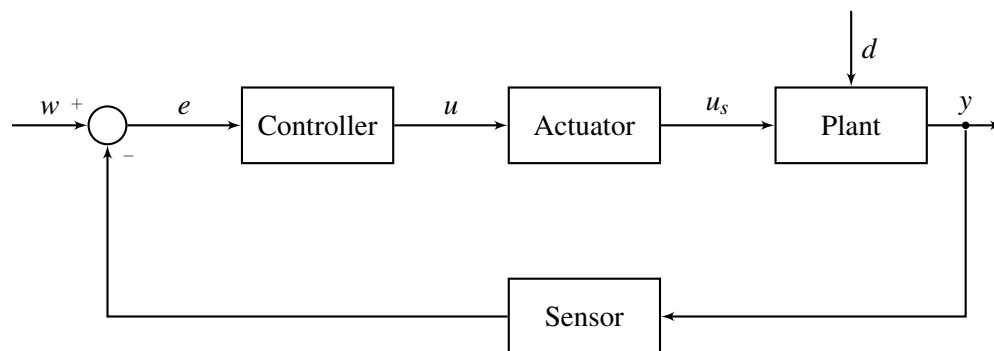 d
w + e u u_s y
Controller Actuator Plant
−
Sensor